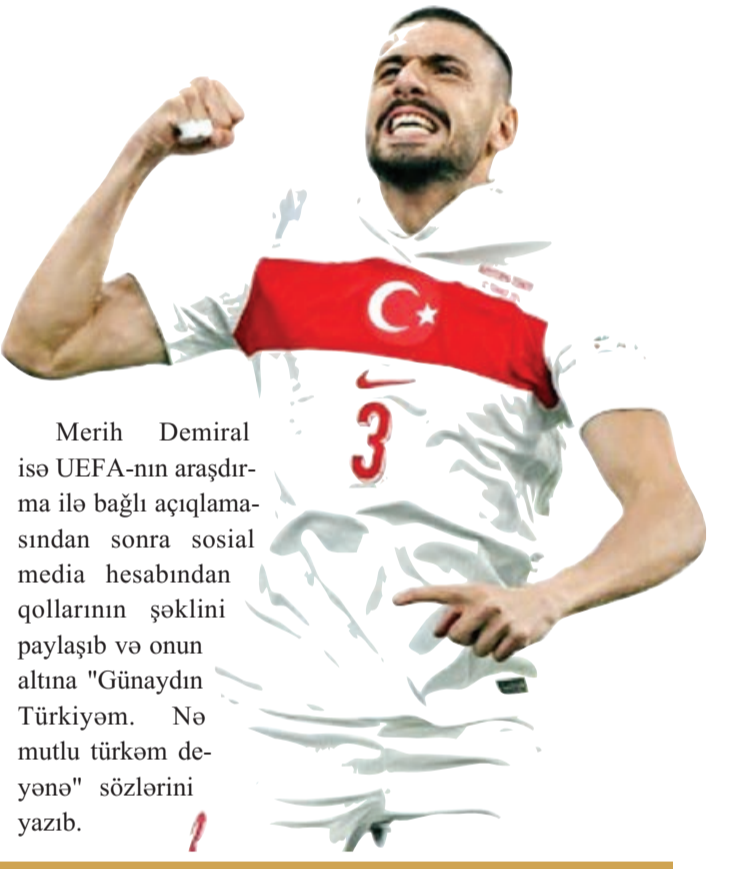 3
Merih Demiral
isə UEFA-nın araşdır-
ma ilə bağlı açıqlama-
sından sonra sosial
media hesabından
qollarının şəklini
paylaşıb və onun
altına "Günaydın
Türkiyəm. Nə
mutlu türkəm de-
yənə" sözlərini
yazıb.